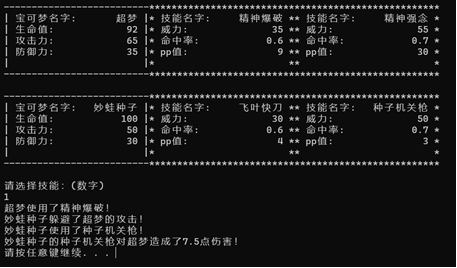 ----------------------------*****************************************************
| 宝可梦名字:     超梦 |* 技能名字:     精神爆破 ** 技能名字:     精神强念 *
| 生命值:           92 |* 威力:               35 ** 威力:               55 *
| 攻击力:           65 |* 命中率:            0.6 ** 命中率:            0.7 *
| 防御力:           35 |* pp值:                9 ** pp值:               30 *
|                      |*                        **                        *
----------------------------*****************************************************
----------------------------*****************************************************
| 宝可梦名字: 妙蛙种子 |* 技能名字:     飞叶快刀 ** 技能名字:   种子机关枪 *
| 生命值:          100 |* 威力:               30 ** 威力:               50 *
| 攻击力:           50 |* 命中率:            0.6 ** 命中率:            0.7 *
| 防御力:           30 |* pp值:                4 ** pp值:                3 *
|                      |*                        **                        *
----------------------------*****************************************************
请选择技能: (数字)
1
超梦使用了精神爆破!
妙蛙种子躲避了超梦的攻击!
妙蛙种子使用了种子机关枪!
妙蛙种子的种子机关枪对超梦造成了7.5点伤害!
请按任意键继续. . .